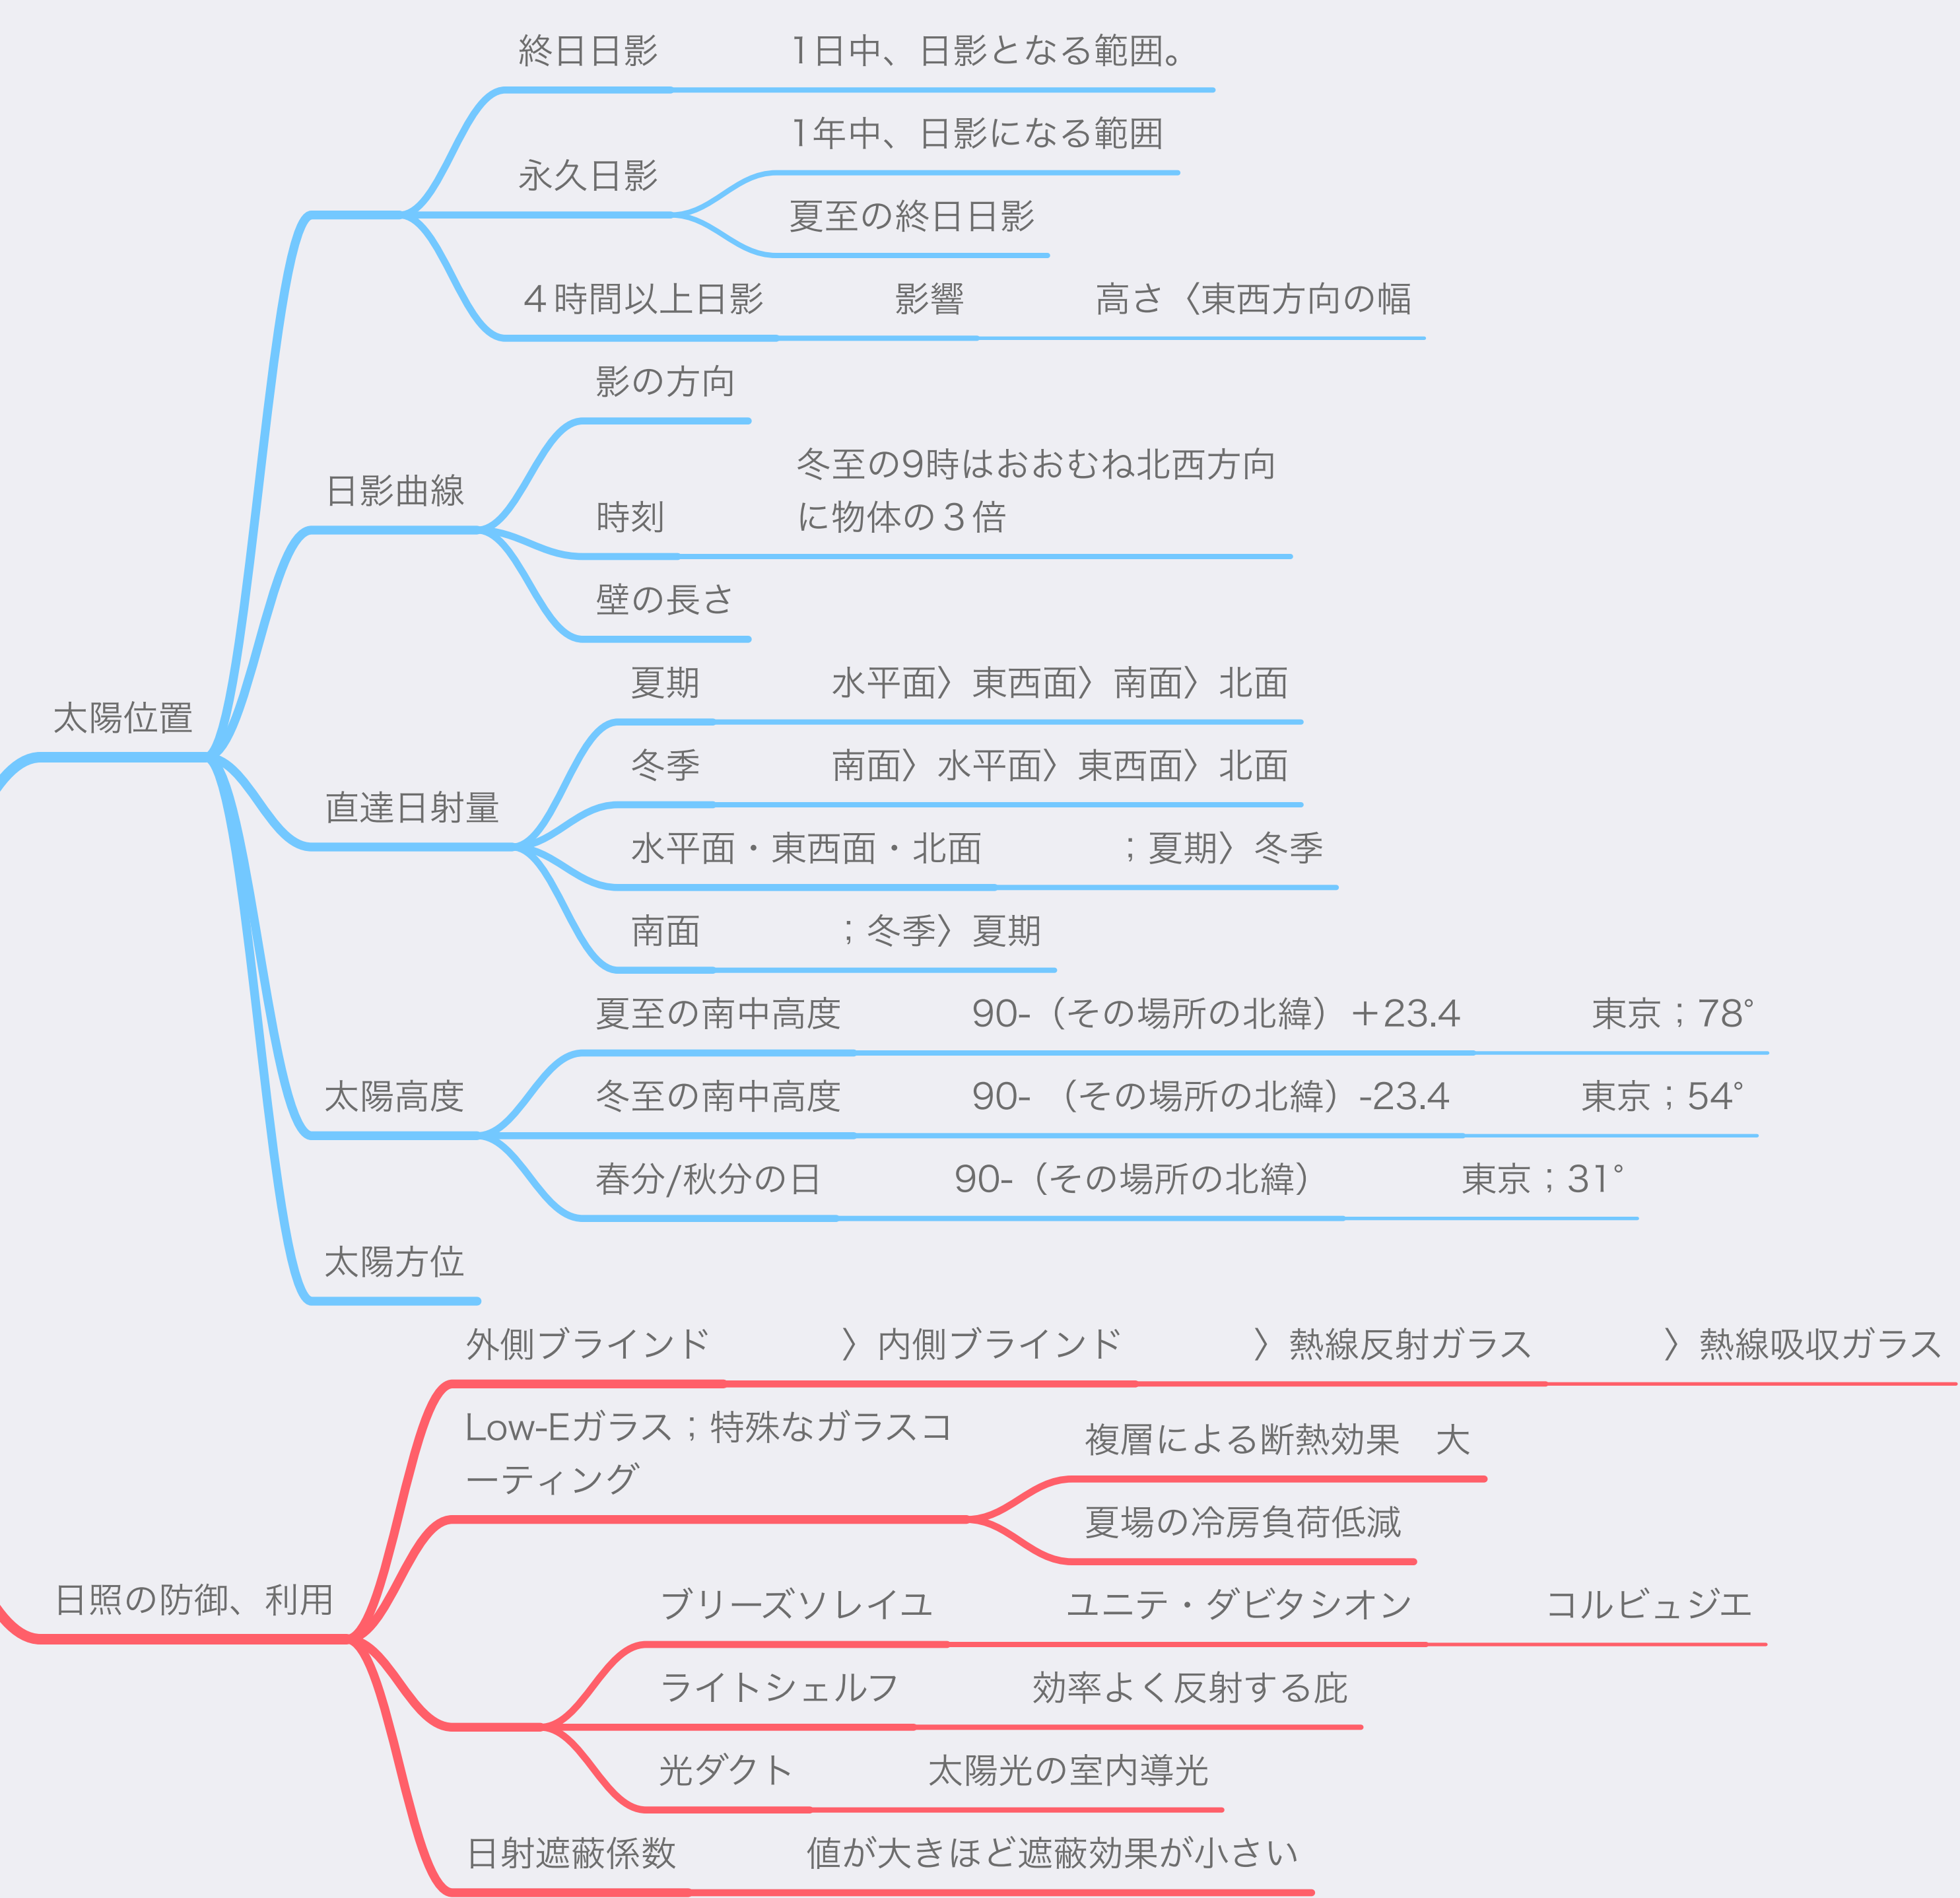 終日日影
1日中、日影となる範囲。
永久日影
1年中、日影になる範囲
夏至の終日日影
４時間以上日影
影響
高さ〈東西方向の幅
太陽位置
日影曲線
影の方向
時刻
冬至の9時はおおむね北西方向
に物体の３倍
壁の長さ
直達日射量
夏期
水平面〉東西面〉南面〉北面
冬季
南面〉水平面〉東西面〉北面
水平面・東西面・北面
；夏期〉冬季
南面
；冬季〉夏期
太陽高度
夏至の南中高度
90-（その場所の北緯）＋23.4
東京；78°
冬至の南中高度
90- （その場所の北緯）-23.4
東京；54°
春分/秋分の日
90-（その場所の北緯）
東京；31°
太陽方位
日照の防御、利用
外側ブラインド
〉内側ブラインド
〉熱線反射ガラス
〉熱線吸収ガラス
Low-Eガラス；特殊なガラスコ
ーティング
複層による断熱効果　大
夏場の冷房負荷低減
ブリーズソレイユ
ユニテ・ダビタシオン
コルビュジエ
ライトシェルフ
効率よく反射する庇
光ダクト
太陽光の室内導光
日射遮蔽係数
値が大きほど遮蔽効果が小さい